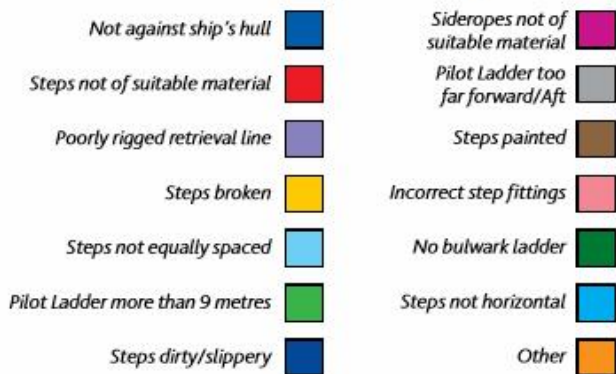 Not against ship's hull
Steps not of suitable material
Poorly rigged retrieval line
Steps broken
Steps not equally spaced
Pilot Ladder more than 9 metres
Steps dirty/slippery
Sideropes not of
suitable material
Pilot Ladder too
far forward/Aft
Steps painted
Incorrect step fittings
No bulwark ladder
Steps not horizontal
Other